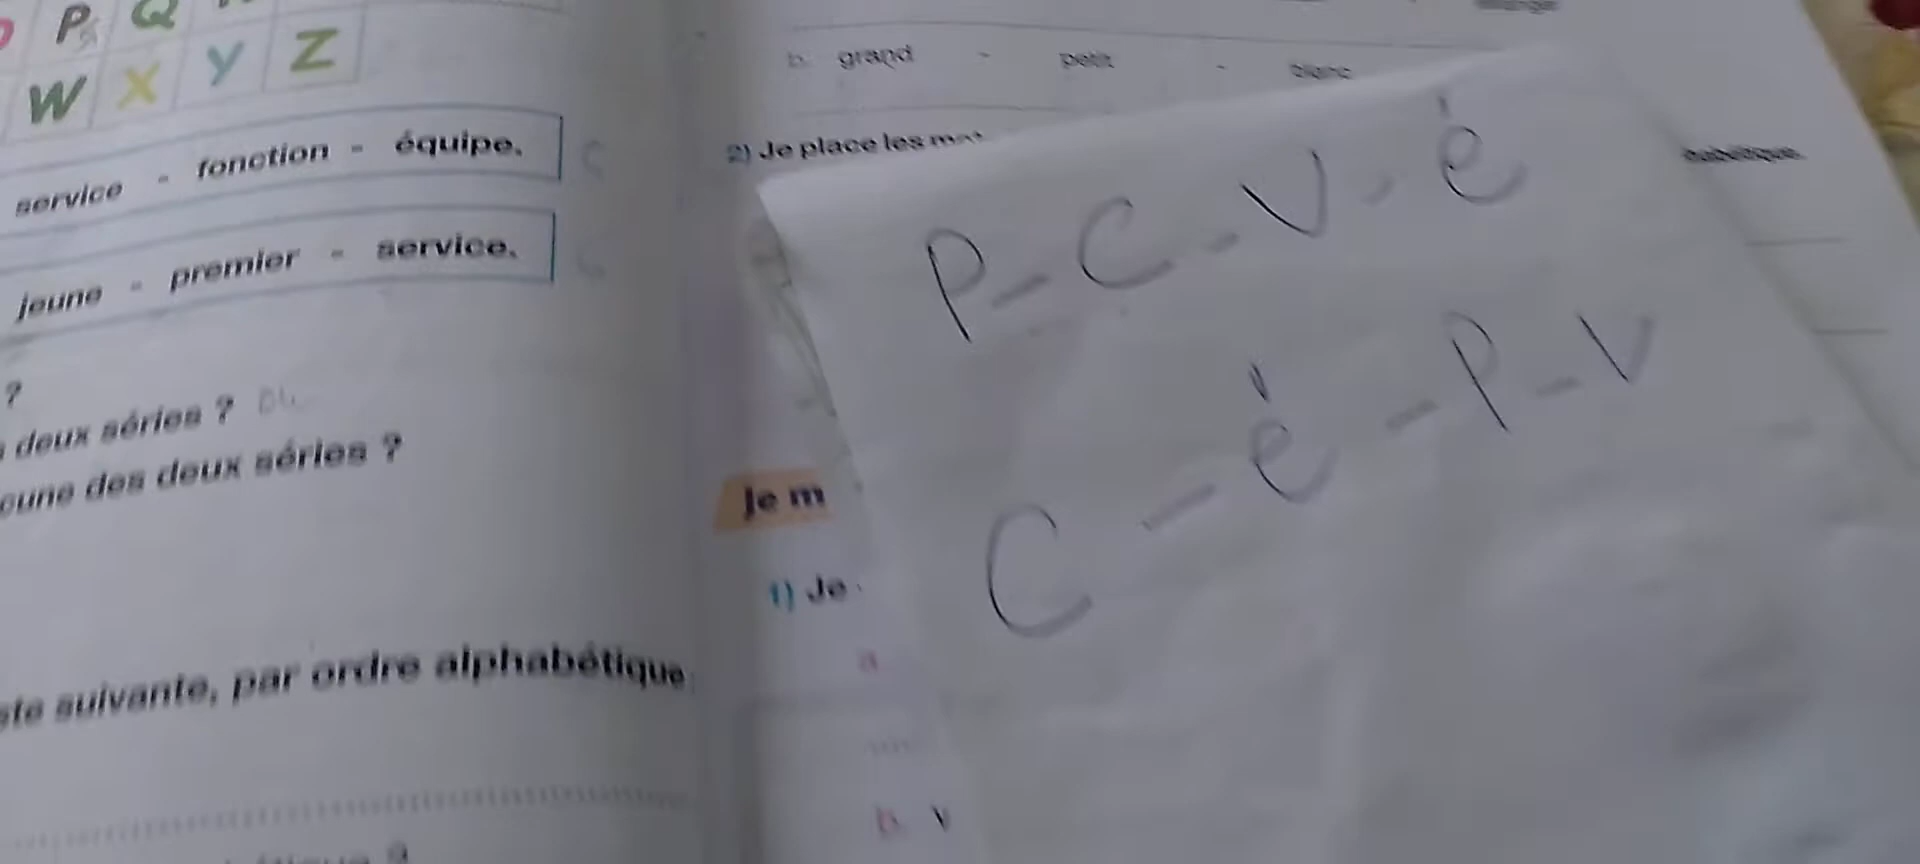 P Q
W X Y Z
service - fonction - équipe.
jeune - premier - service.
?
deux séries ?
cune des deux séries ?
suivante, par ordre alphabétique
b. grand - petit - blanc
2) Je place les
P - C - V - é
C - é - P - V
Je m
1) Je
a
b. v